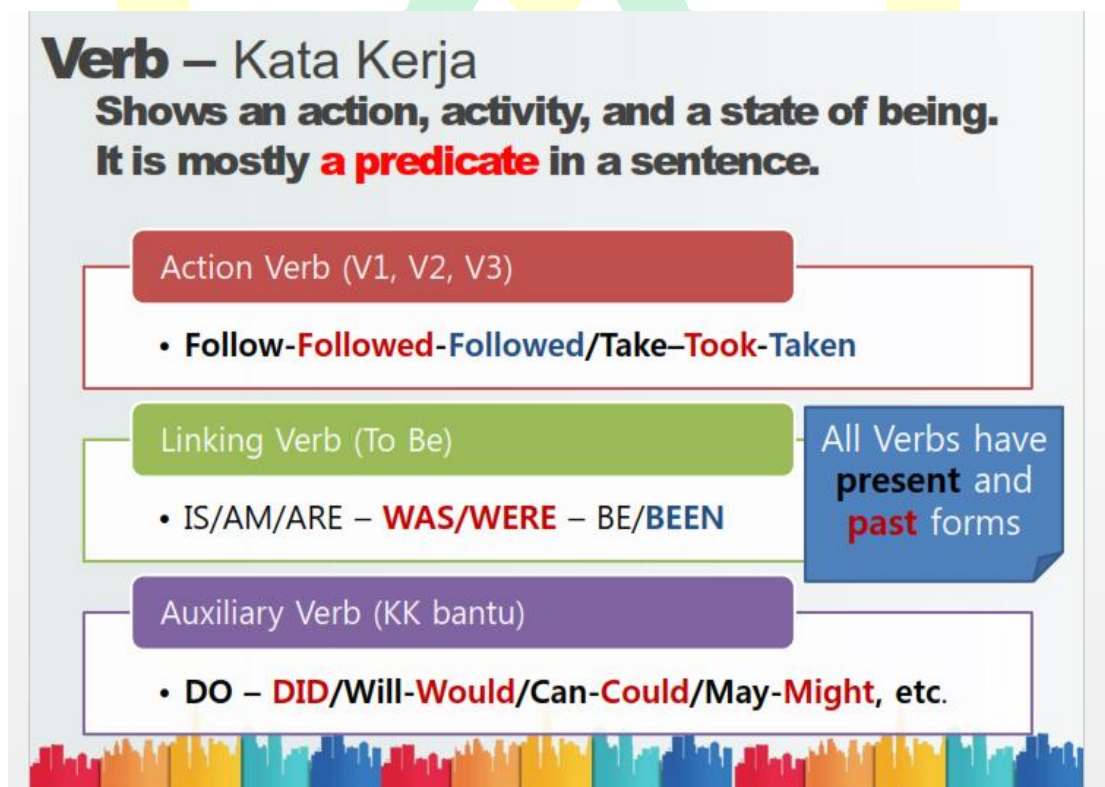 Verb – Kata Kerja
Shows an action, activity, and a state of being.
It is mostly a predicate in a sentence.
Action Verb (V1, V2, V3)
• Follow-Followed-Followed/Take–Took-Taken
Linking Verb (To Be)
• IS/AM/ARE – WAS/WERE – BE/BEEN
All Verbs have
present and
past forms
Auxiliary Verb (KK bantu)
• DO – DID/Will-Would/Can-Could/May-Might, etc.